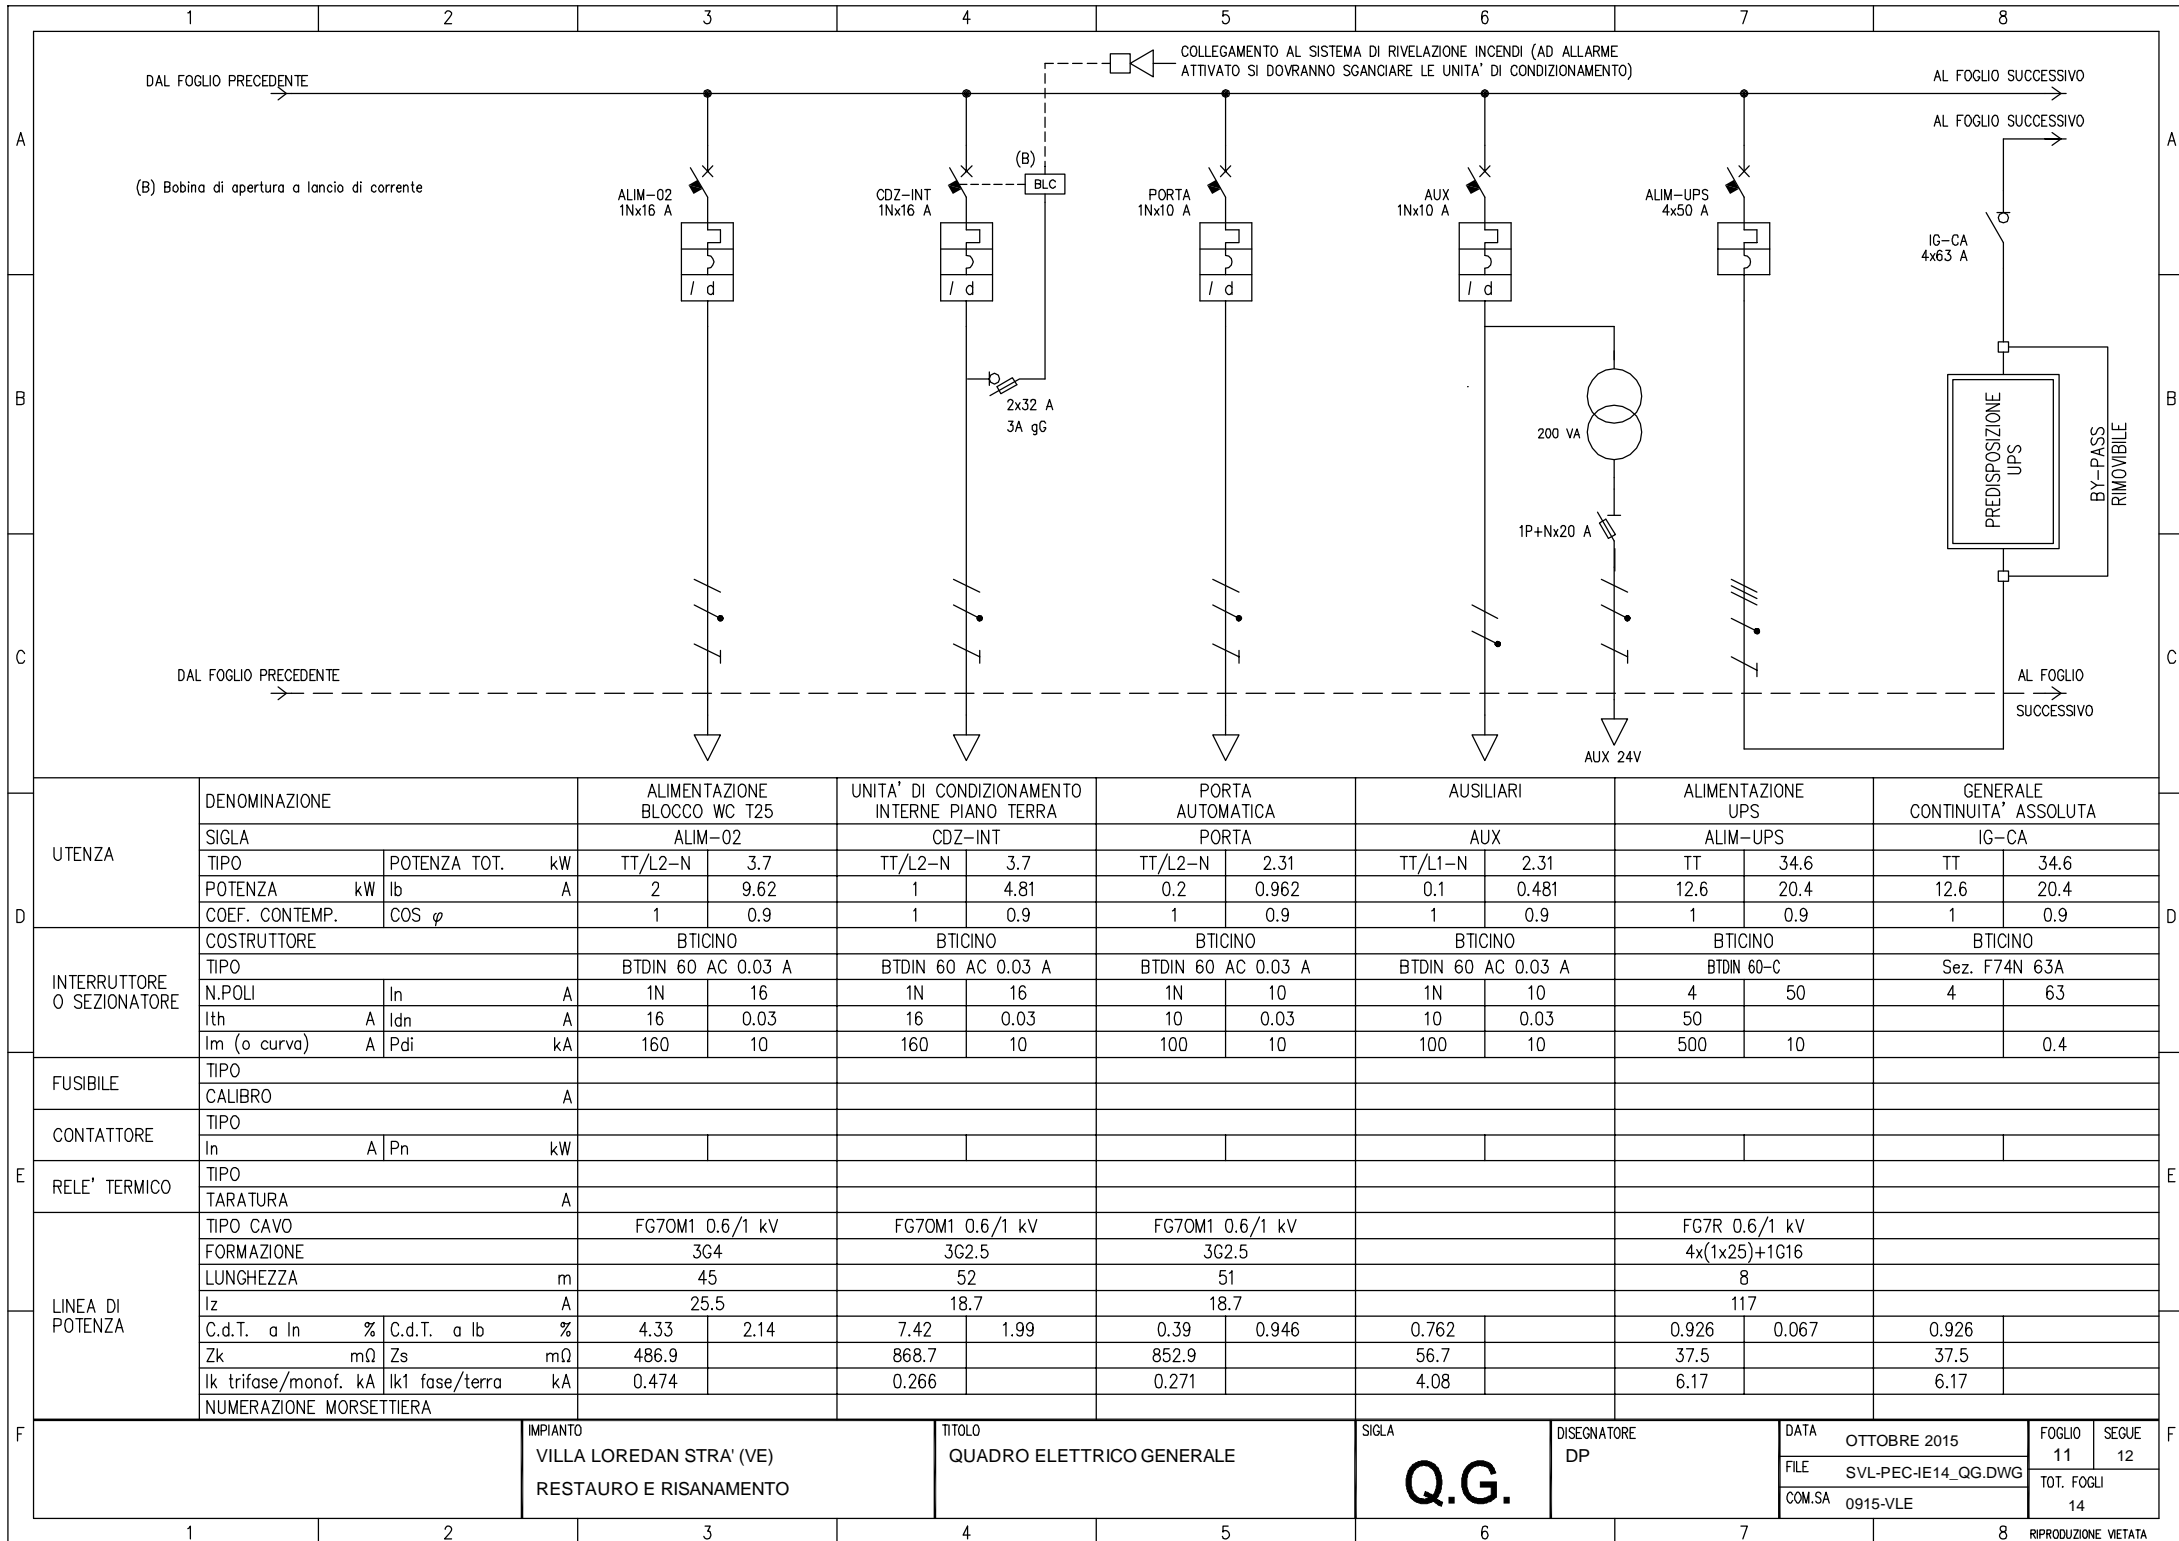 1 2 3 4 5 6 7 8
COLLEGAMENTO AL SISTEMA DI RIVELAZIONE INCENDI (AD ALLARME
ATTIVATO SI DOVRANNO SGANCIARE LE UNITA' DI CONDIZIONAMENTO)
DAL FOGLIO PRECEDENTE
AL FOGLIO SUCCESSIVO
AL FOGLIO SUCCESSIVO
A A
(B) Bobina di apertura a lancio di corrente
(B)
BLC
ALIM-02
1Nx16 A
CDZ-INT
1Nx16 A
PORTA
1Nx10 A
AUX
1Nx10 A
ALIM-UPS
4x50 A
IG-CA
4x63 A
I d
I d
I d
I d
B B
2x32 A
3A gG
200 VA
1P+Nx20 A
PREDISPOSIZIONE
UPS
BY-PASS
RIMOVIBILE
C C
DAL FOGLIO PRECEDENTE
AL FOGLIO
SUCCESSIVO
AUX 24V
UTENZA
DENOMINAZIONE
ALIMENTAZIONE
BLOCCO WC T25
UNITA' DI CONDIZIONAMENTO
INTERNE PIANO TERRA
PORTA
AUTOMATICA
AUSILIARI
ALIMENTAZIONE
UPS
GENERALE
CONTINUITA' ASSOLUTA
SIGLA ALIM-02 CDZ-INT PORTA AUX ALIM-UPS IG-CA
TIPO POTENZA TOT. kW TT/L2-N 3.7 TT/L2-N 3.7 TT/L2-N 2.31 TT/L1-N 2.31 TT 34.6 TT 34.6
POTENZA kW Ib A 2 9.62 1 4.81 0.2 0.962 0.1 0.481 12.6 20.4 12.6 20.4
D D
COEF. CONTEMP. COS φ 1 0.9 1 0.9 1 0.9 1 0.9 1 0.9 1 0.9
INTERRUTTORE
O SEZIONATORE
COSTRUTTORE BTICINO BTICINO BTICINO BTICINO BTICINO BTICINO
TIPO BTDIN 60 AC 0.03 A BTDIN 60 AC 0.03 A BTDIN 60 AC 0.03 A BTDIN 60 AC 0.03 A BTDIN 60-C Sez. F74N 63A
N.POLI In A 1N 16 1N 16 1N 10 1N 10 4 50 4 63
Ith A Idn A 16 0.03 16 0.03 10 0.03 10 0.03 50
Im (o curva) A Pdi kA 160 10 160 10 100 10 100 10 500 10 0.4
FUSIBILE
TIPO
CALIBRO A
CONTATTORE
TIPO
In A Pn kW
E E
RELE' TERMICO
TIPO
TARATURA A
LINEA DI
POTENZA
TIPO CAVO FG7OM1 0.6/1 kV FG7OM1 0.6/1 kV FG7OM1 0.6/1 kV FG7R 0.6/1 kV
FORMAZIONE 3G4 3G2.5 3G2.5 4x(1x25)+1G16
LUNGHEZZA m 45 52 51 8
Iz A 25.5 18.7 18.7 117
C.d.T. a In % C.d.T. a Ib % 4.33 2.14 7.42 1.99 0.39 0.946 0.762 0.926 0.067 0.926
Zk mΩ Zs mΩ 486.9 868.7 852.9 56.7 37.5 37.5
Ik trifase/monof. kA Ik1 fase/terra kA 0.474 0.266 0.271 4.08 6.17 6.17
NUMERAZIONE MORSETTIERA
F F
IMPIANTO
VILLA LOREDAN STRA' (VE)
RESTAURO E RISANAMENTO
TITOLO
QUADRO ELETTRICO GENERALE
SIGLA
Q.G.
DISEGNATORE
DP
DATA OTTOBRE 2015
FILE SVL-PEC-IE14_QG.DWG
COM.SA 0915-VLE
FOGLIO 11
SEGUE 12
TOT. FOGLI
14
1 2 3 4 5 6 7 8
RIPRODUZIONE VIETATA